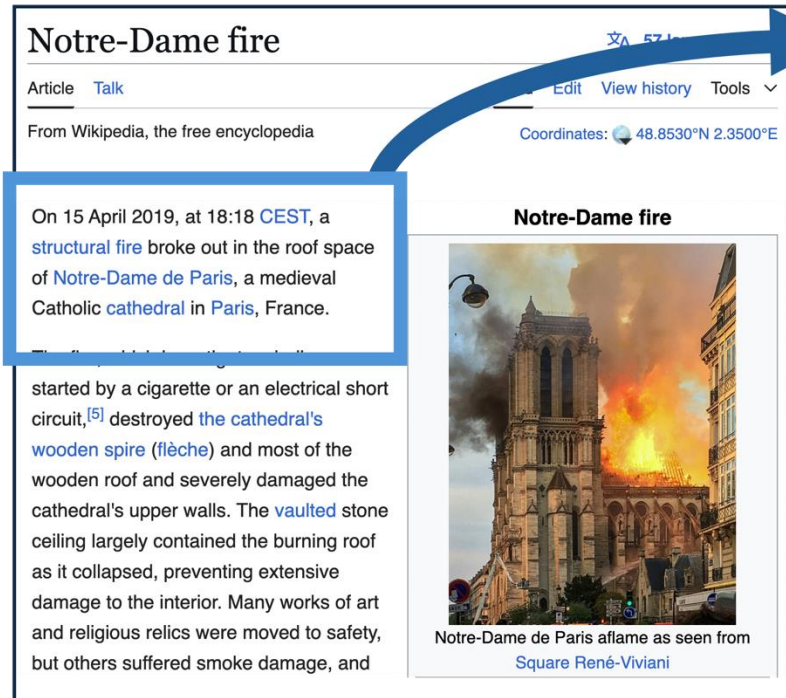 Notre-Dame fire
57
Article Talk
Edit View history Tools
From Wikipedia, the free encyclopedia
Coordinates: 48.8530°N 2.3500°E
On 15 April 2019, at 18:18 CEST, a
structural fire broke out in the roof space
of Notre-Dame de Paris, a medieval
Catholic cathedral in Paris, France.
started by a cigarette or an electrical short
circuit,[5] destroyed the cathedral's
wooden spire (flèche) and most of the
wooden roof and severely damaged the
cathedral's upper walls. The vaulted stone
ceiling largely contained the burning roof
as it collapsed, preventing extensive
damage to the interior. Many works of art
and religious relics were moved to safety,
but others suffered smoke damage, and
Notre-Dame fire
Notre-Dame de Paris aflame as seen from
Square René-Viviani